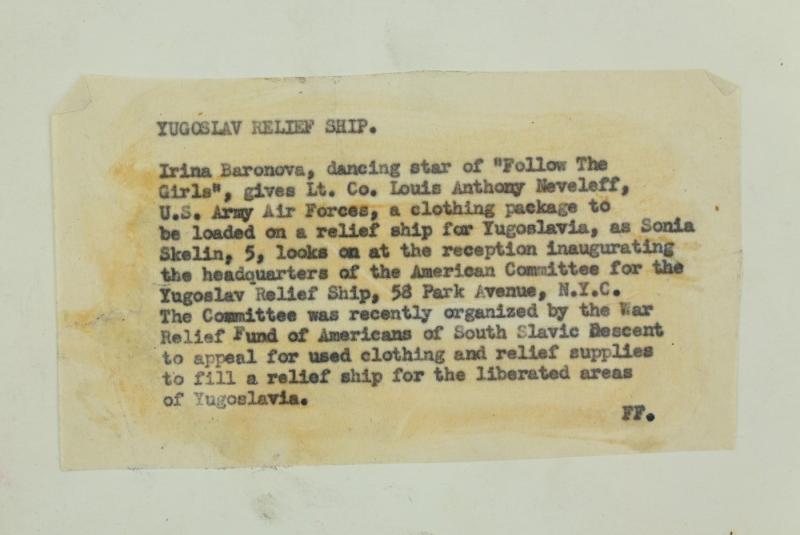 YUGOSLAV RELIEF SHIP.
Irina Baronova, dancing star of "Follow The
Girls", gives Lt. Co. Louis Anthony Neveleff,
U.S. Army Air Forces, a clothing package to
be loaded on a relief ship for Yugoslavia, as Sonia
Skelin, 5, looks on at the reception inaugurating
the headquarters of the American Committee for the
Yugoslav Relief Ship, 58 Park Avenue, N.Y.C.
The Committee was recently organized by the War
Relief Fund of Americans of South Slavic Descent
to appeal for used clothing and relief supplies
to fill a relief ship for the liberated areas
of Yugoslavia.
FF.